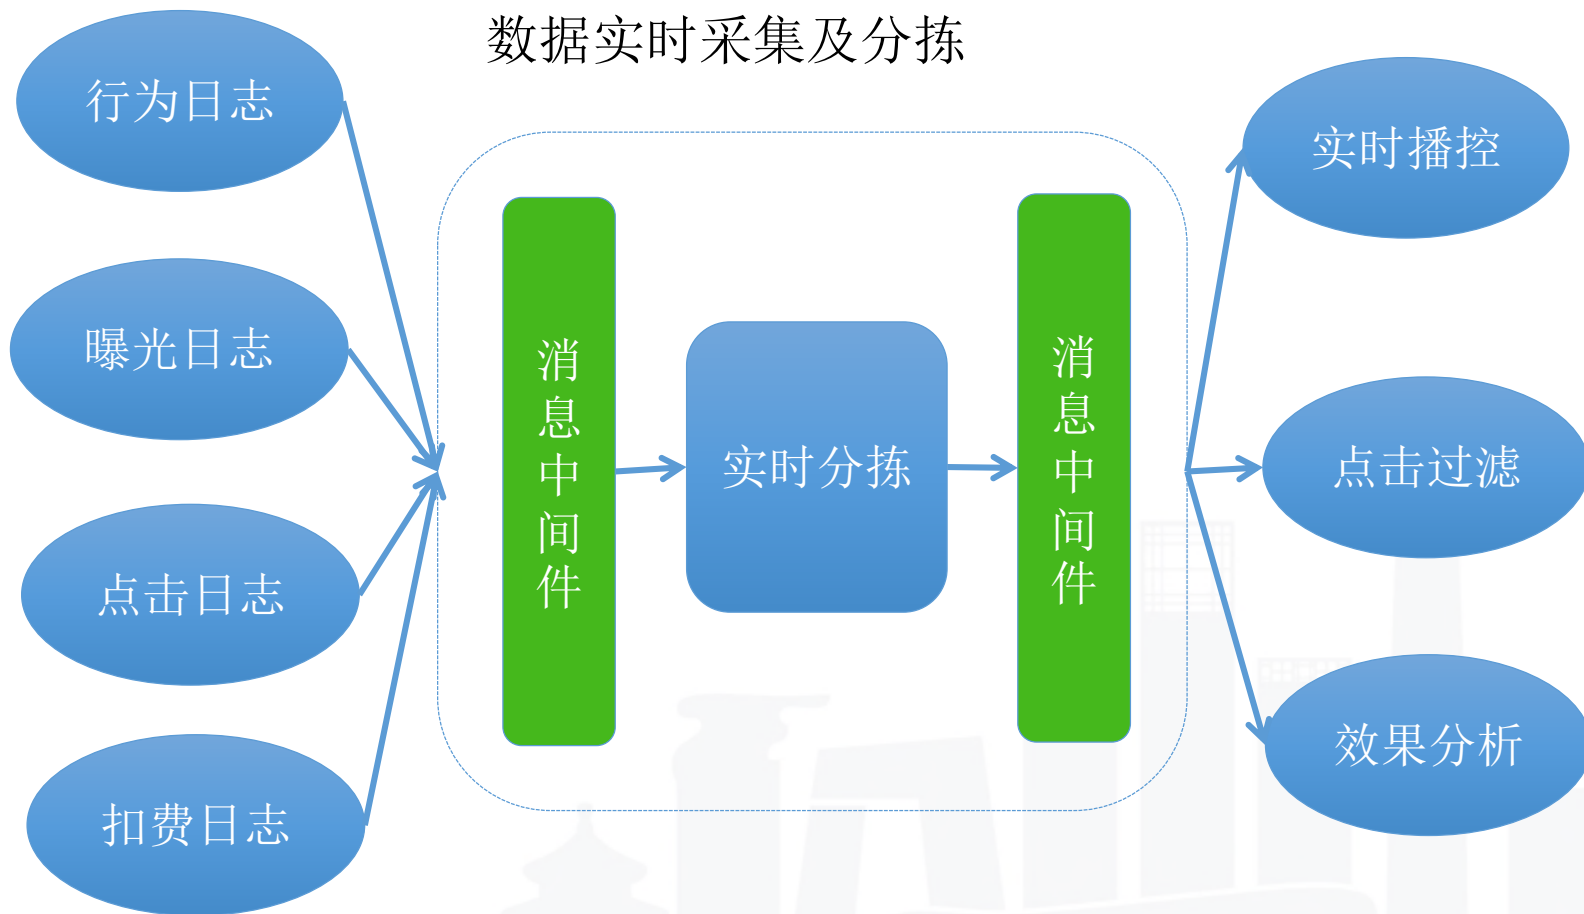 数据实时采集及分拣
行为日志
曝光日志
点击日志
扣费日志
消息中间件
实时分拣
消息中间件
实时播控
点击过滤
效果分析